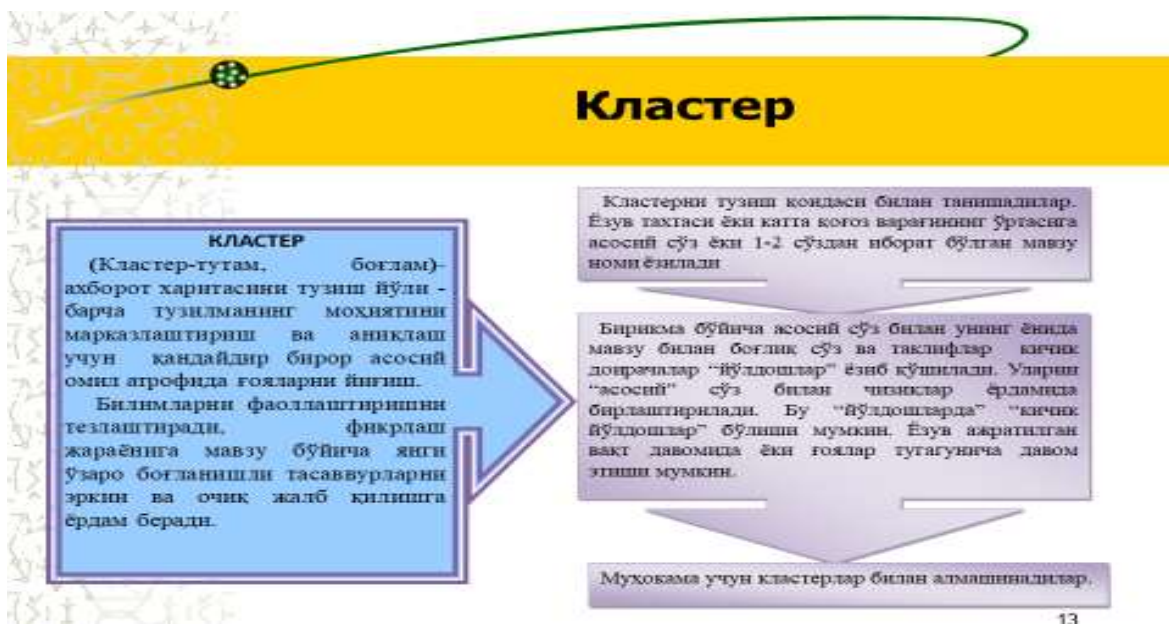 Кластер
КЛАСТЕР
(Кластер-тутам, боғлам)-
ахборот харитасини тузиш йўли -
барча тузилманинг моҳиятини
марказлаштириш ва аниқлаш
учун қандайдир бирор асосий
омил атрофида ғояларни йиғиш.
Билимларни фаоллаштиришни
тезлаштиради, фикрлаш
жараёнига мавзу бўйича янги
ўзаро боғланишли тасаввурларни
эркин ва очиқ жалб қилишга
ёрдам беради.
Кластерни тузиш қоидаси билан танишадилар.
Ёзув тахтаси ёки катта қоғоз варағининг ўртасига
асосий сўз ёки 1-2 сўздан иборат бўлган мавзу
номи ёзилади
Бирикма бўйича асосий сўз билан унинг ёнида
мавзу билан боғлиқ сўз ва таклифлар кичик
доирачалар “йўлдошлар” ёзиб қўшилади. Уларни
“асосий” сўз билан чизиқлар ёрдамида
бирлаштирилади. Бу “йўлдошларда” “кичик
йўлдошлар” бўлиши мумкин. Ёзув ажратилган
вақт давомида ёки ғоялар тугагунича давом
этиши мумкин.
Муҳокама учун кластерлар билан алмашинадилар.
13